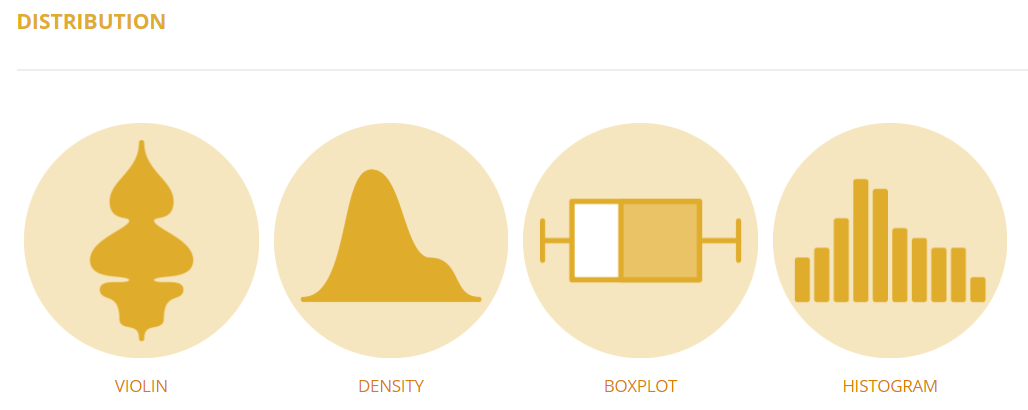 DISTRIBUTION
VIOLIN
DENSITY
BOXPLOT
HISTOGRAM